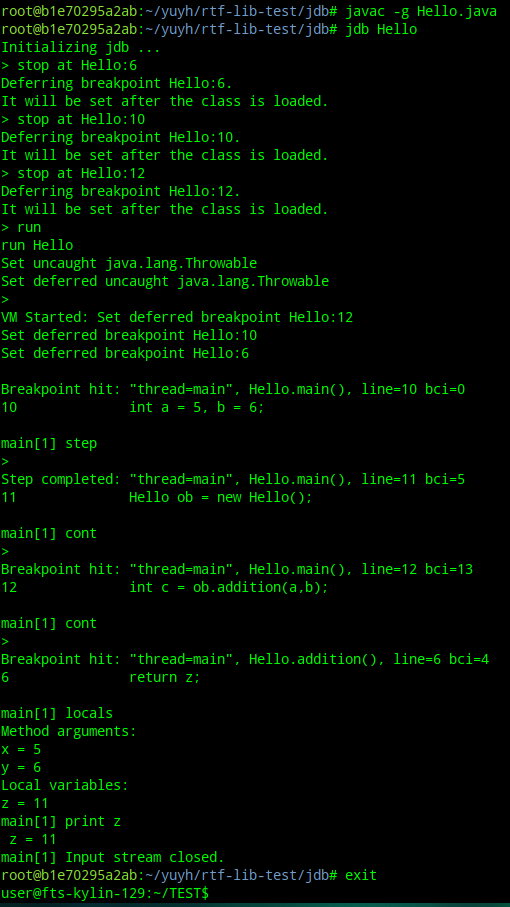 root@b1e70295a2ab:~/yuyh/rtf-lib-test/jdb# javac -g Hello.java
root@b1e70295a2ab:~/yuyh/rtf-lib-test/jdb# jdb Hello
Initializing jdb ...
> stop at Hello:6
Deferring breakpoint Hello:6.
It will be set after the class is loaded.
> stop at Hello:10
Deferring breakpoint Hello:10.
It will be set after the class is loaded.
> stop at Hello:12
Deferring breakpoint Hello:12.
It will be set after the class is loaded.
> run
run Hello
Set uncaught java.lang.Throwable
Set deferred uncaught java.lang.Throwable
>
VM Started: Set deferred breakpoint Hello:12
Set deferred breakpoint Hello:10
Set deferred breakpoint Hello:6

Breakpoint hit: "thread=main", Hello.main(), line=10 bci=0
10              int a = 5, b = 6;

main[1] step
>
Step completed: "thread=main", Hello.main(), line=11 bci=5
11              Hello ob = new Hello();

main[1] cont
>
Breakpoint hit: "thread=main", Hello.main(), line=12 bci=13
12              int c = ob.addition(a,b);

main[1] cont
>
Breakpoint hit: "thread=main", Hello.addition(), line=6 bci=4
6               return z;

main[1] locals
Method arguments:
x = 5
y = 6
Local variables:
z = 11
main[1] print z
 z = 11
main[1] Input stream closed.
root@b1e70295a2ab:~/yuyh/rtf-lib-test/jdb# exit
user@fts-kylin-129:~/TEST$